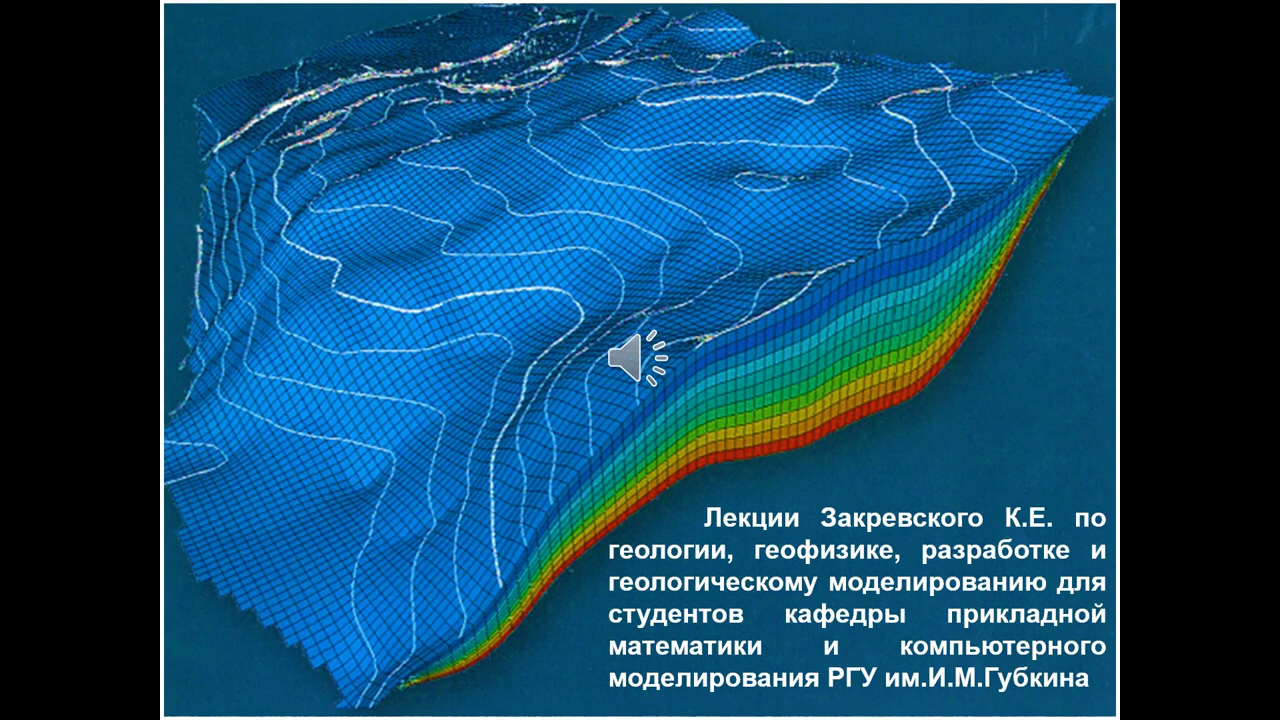 Лекции Закревского К.Е. по
геологии, геофизике, разработке и
геологическому моделированию для
студентов кафедры прикладной
математики и компьютерного
моделирования РГУ им.И.М.Губкина